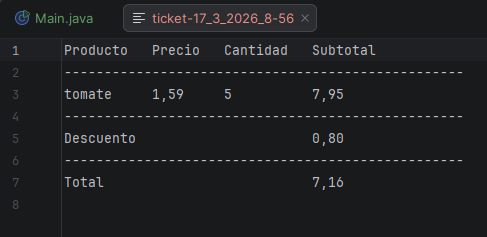 Main.java ticket-17_3_2026_8-56
1 Producto Precio Cantidad Subtotal
2 --------------------------------------------------
3 tomate 1,59 5 7,95
4 --------------------------------------------------
5 Descuento 0,80
6 --------------------------------------------------
7 Total 7,16
8